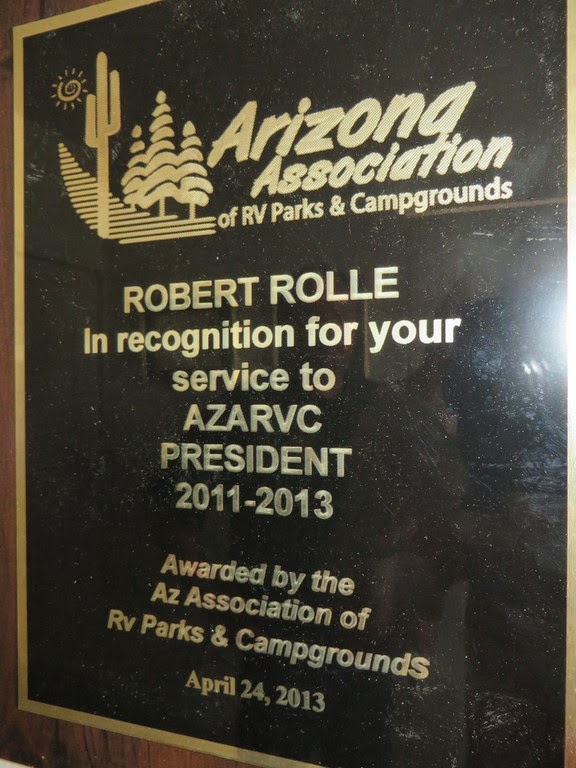 Arizona
Association
of RV Parks & Campgrounds
ROBERT ROLLE
In recognition for your
service to
AZARVC
PRESIDENT
2011-2013
Awarded by the
Az Association of
Rv Parks & Campgrounds
April 24, 2013